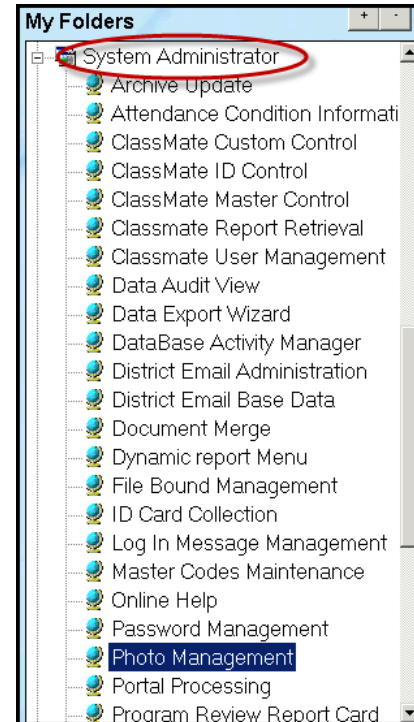 My Folders + -
System Administrator
Archive Update
Attendance Condition Informati
ClassMate Custom Control
ClassMate ID Control
ClassMate Master Control
Classmate Report Retrieval
Classmate User Management
Data Audit View
Data Export Wizard
DataBase Activity Manager
District Email Administration
District Email Base Data
Document Merge
Dynamic report Menu
File Bound Management
ID Card Collection
Log In Message Management
Master Codes Maintenance
Online Help
Password Management
Photo Management
Portal Processing
Program Review Report Card